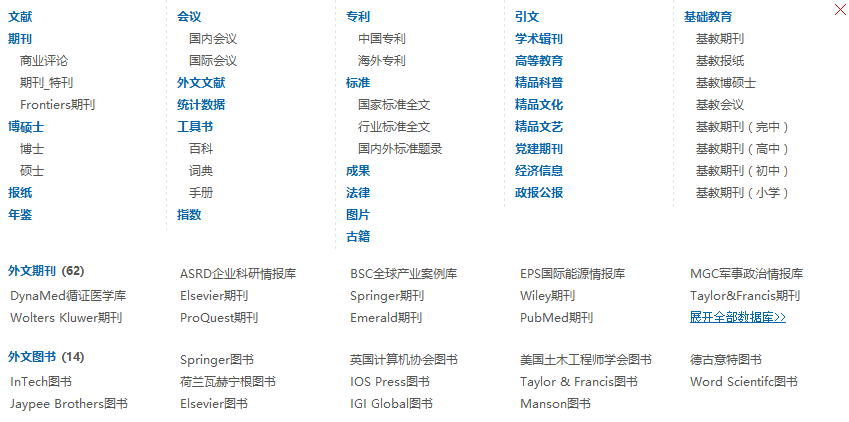 文献
期刊
商业评论
期刊_特刊
Frontiers期刊
博硕士
博士
硕士
报纸
年鉴
会议
国内会议
国际会议
外文文献
统计数据
工具书
百科
词典
手册
指数
专利
中国专利
海外专利
标准
国家标准全文
行业标准全文
国内外标准题录
成果
法律
图片
古籍
引文
学术辑刊
高等教育
精品科普
精品文化
精品文艺
党建期刊
经济信息
政报公报
基础教育
基教期刊
基教报纸
基教博硕士
基教会议
基教期刊（完中）
基教期刊（高中）
基教期刊（初中）
基教期刊（小学）
外文期刊 (62) ASRD企业科研情报库 BSC全球产业案例库 EPS国际能源情报库 MGC军事政治情报库
DynaMed循证医学库 Elsevier期刊 Springer期刊 Wiley期刊 Taylor&Francis期刊
Wolters Kluwer期刊 ProQuest期刊 Emerald期刊 PubMed期刊 展开全部数据库>>
外文图书 (14) Springer图书 英国计算机协会图书 美国土木工程师学会图书 德古意特图书
InTech图书 荷兰瓦赫宁根图书 IOS Press图书 Taylor & Francis图书 Word Scientifc图书
Jaypee Brothers图书 Elsevier图书 IGI Global图书 Manson图书